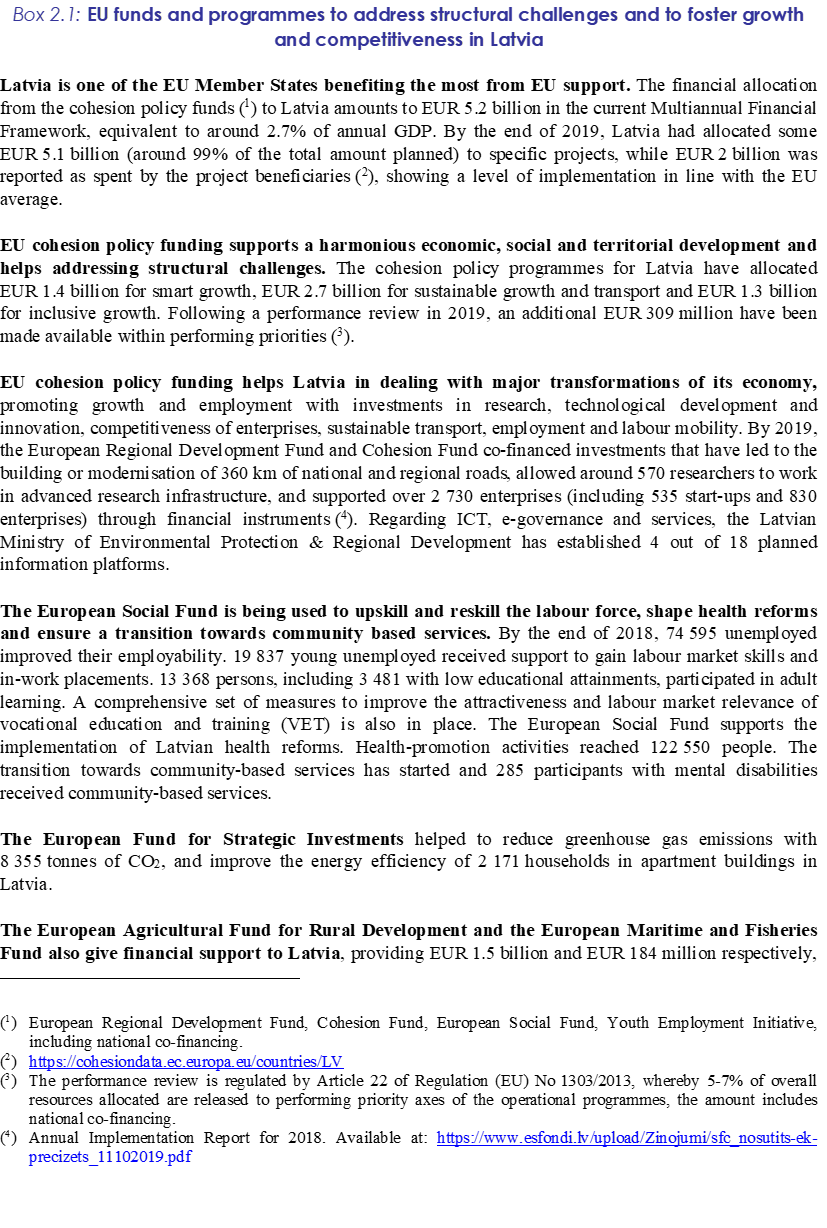 Box 2.1: EU funds and programmes to address structural challenges and to foster growth
and competitiveness in Latvia
Latvia is one of the EU Member States benefiting the most from EU support. The financial allocation
from the cohesion policy funds (1) to Latvia amounts to EUR 5.2 billion in the current Multiannual Financial
Framework, equivalent to around 2.7% of annual GDP. By the end of 2019, Latvia had allocated some
EUR 5.1 billion (around 99% of the total amount planned) to specific projects, while EUR 2 billion was
reported as spent by the project beneficiaries (2), showing a level of implementation in line with the EU
average.
EU cohesion policy funding supports a harmonious economic, social and territorial development and
helps addressing structural challenges. The cohesion policy programmes for Latvia have allocated
EUR 1.4 billion for smart growth, EUR 2.7 billion for sustainable growth and transport and EUR 1.3 billion
for inclusive growth. Following a performance review in 2019, an additional EUR 309 million have been
made available within performing priorities (3).
EU cohesion policy funding helps Latvia in dealing with major transformations of its economy,
promoting growth and employment with investments in research, technological development and
innovation, competitiveness of enterprises, sustainable transport, employment and labour mobility. By 2019,
the European Regional Development Fund and Cohesion Fund co-financed investments that have led to the
building or modernisation of 360 km of national and regional roads, allowed around 570 researchers to work
in advanced research infrastructure, and supported over 2 730 enterprises (including 535 start-ups and 830
enterprises) through financial instruments (4). Regarding ICT, e-governance and services, the Latvian
Ministry of Environmental Protection & Regional Development has established 4 out of 18 planned
information platforms.
The European Social Fund is being used to upskill and reskill the labour force, shape health reforms
and ensure a transition towards community based services. By the end of 2018, 74 595 unemployed
improved their employability. 19 837 young unemployed received support to gain labour market skills and
in-work placements. 13 368 persons, including 3 481 with low educational attainments, participated in adult
learning. A comprehensive set of measures to improve the attractiveness and labour market relevance of
vocational education and training (VET) is also in place. The European Social Fund supports the
implementation of Latvian health reforms. Health-promotion activities reached 122 550 people. The
transition towards community-based services has started and 285 participants with mental disabilities
received community-based services.
The European Fund for Strategic Investments helped to reduce greenhouse gas emissions with
8 355 tonnes of CO2, and improve the energy efficiency of 2 171 households in apartment buildings in
Latvia.
The European Agricultural Fund for Rural Development and the European Maritime and Fisheries
Fund also give financial support to Latvia, providing EUR 1.5 billion and EUR 184 million respectively,
(1) European Regional Development Fund, Cohesion Fund, European Social Fund, Youth Employment Initiative,
including national co-financing.
(2) https://cohesiondata.ec.europa.eu/countries/LV
(3) The performance review is regulated by Article 22 of Regulation (EU) No 1303/2013, whereby 5-7% of overall
resources allocated are released to performing priority axes of the operational programmes, the amount includes
national co-financing.
(4) Annual Implementation Report for 2018. Available at: https://www.esfondi.lv/upload/Zinojumi/sfc_nosutits-ek-
precizets_11102019.pdf